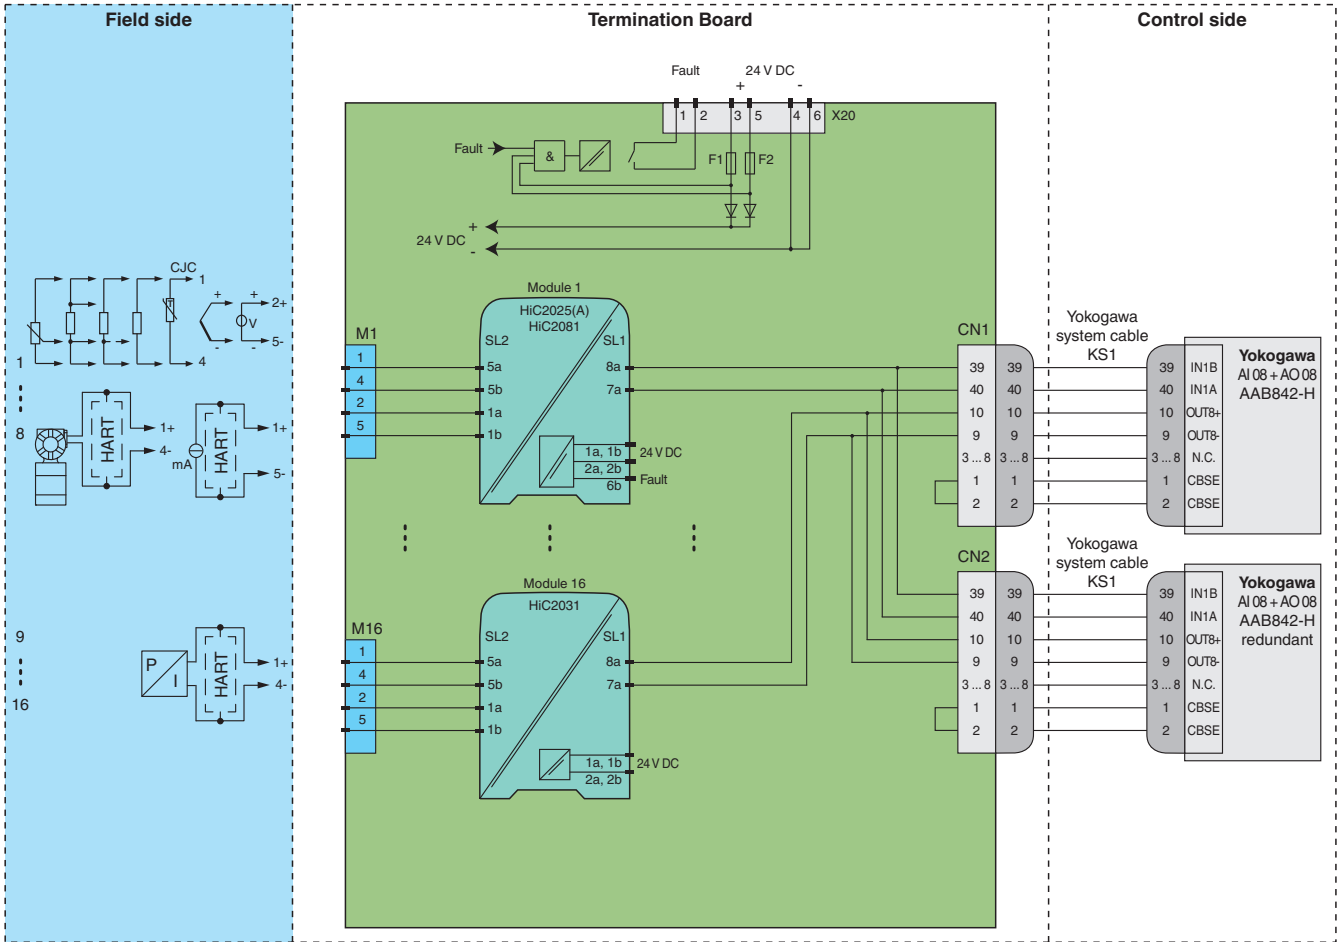 Field side
Termination Board
Control side
Fault
24 V DC
+
-
1
2
3
5
4
6
X20
Fault
&
F1
F2
+
24 V DC
-
CJC
1
4
+
-
+
V
-
2+
5-
1
8
HART
1+
4-
mA
HART
1+
5-
9
16
P
I
HART
1+
4-
M1
1
4
2
5
Module 1
HiC2025(A)
HiC2081
SL2
SL1
5a
5b
1a
1b
8a
7a
1a, 1b
2a, 2b
6b
24 V DC
Fault
M16
1
4
2
5
Module 16
HiC2031
SL2
SL1
5a
5b
1a
1b
8a
7a
1a, 1b
2a, 2b
24 V DC
CN1
39
40
10
9
3 ... 8
1
2
39
40
10
9
3 ... 8
1
2
Yokogawa
system cable
KS1
39 IN1B
40 IN1A
10 OUT8+
9 OUT8-
3 ... 8 N.C.
1 CBSE
2 CBSE
Yokogawa
AI 08 + AO 08
AAB842-H
CN2
39
40
10
9
3 ... 8
1
2
39
40
10
9
3 ... 8
1
2
Yokogawa
system cable
KS1
39 IN1B
40 IN1A
10 OUT8+
9 OUT8-
3 ... 8 N.C.
1 CBSE
2 CBSE
Yokogawa
AI 08 + AO 08
AAB842-H
redundant